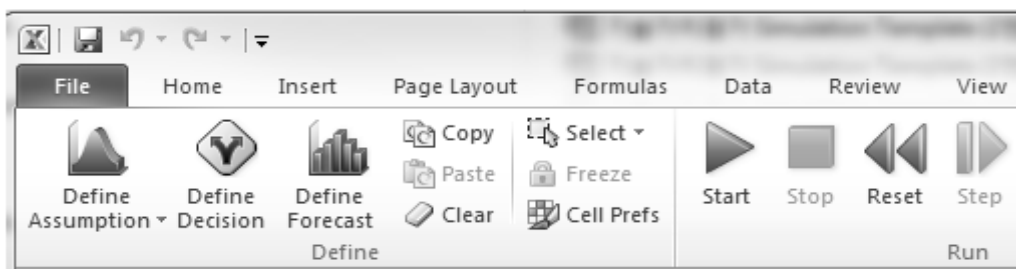 File Home Insert Page Layout Formulas Data Review View
Copy Select
Paste Freeze
Define Define Define Start Stop Reset Step
Assumption Decision Forecast Clear Cell Prefs
Define Run